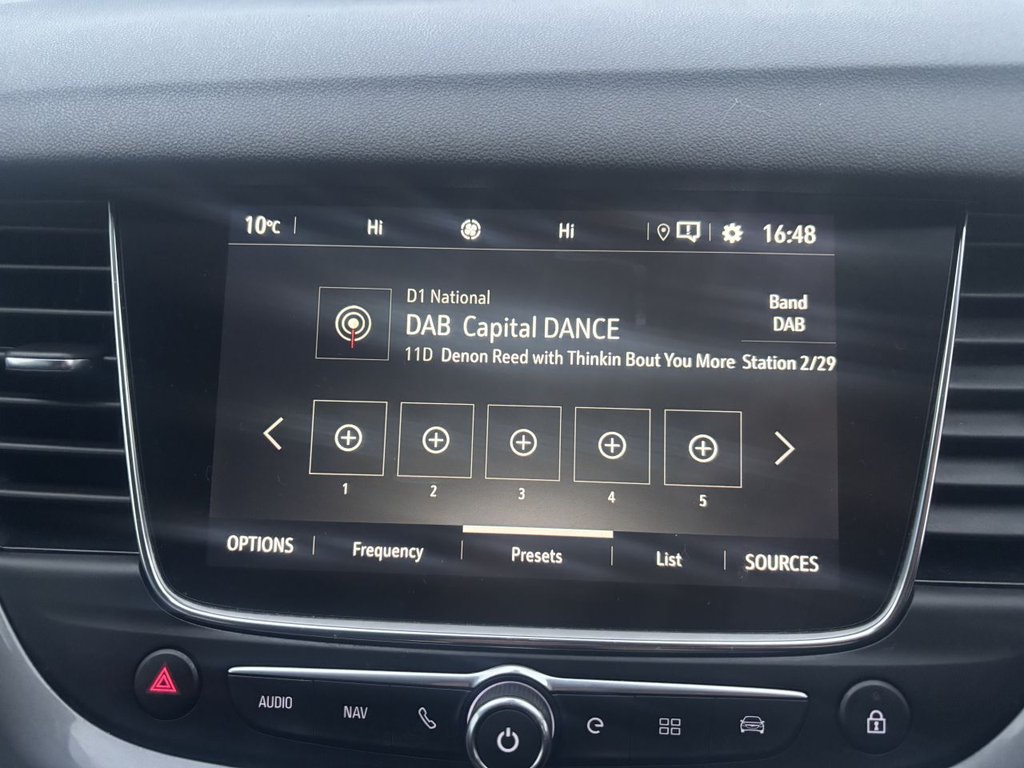 10°C Hi Hi 16:48
D1 National
DAB Capital DANCE
11D Denon Reed with Thinkin Bout You More
Band
DAB
Station 2/29
1 2 3 4 5
OPTIONS Frequency Presets List SOURCES
AUDIO NAV